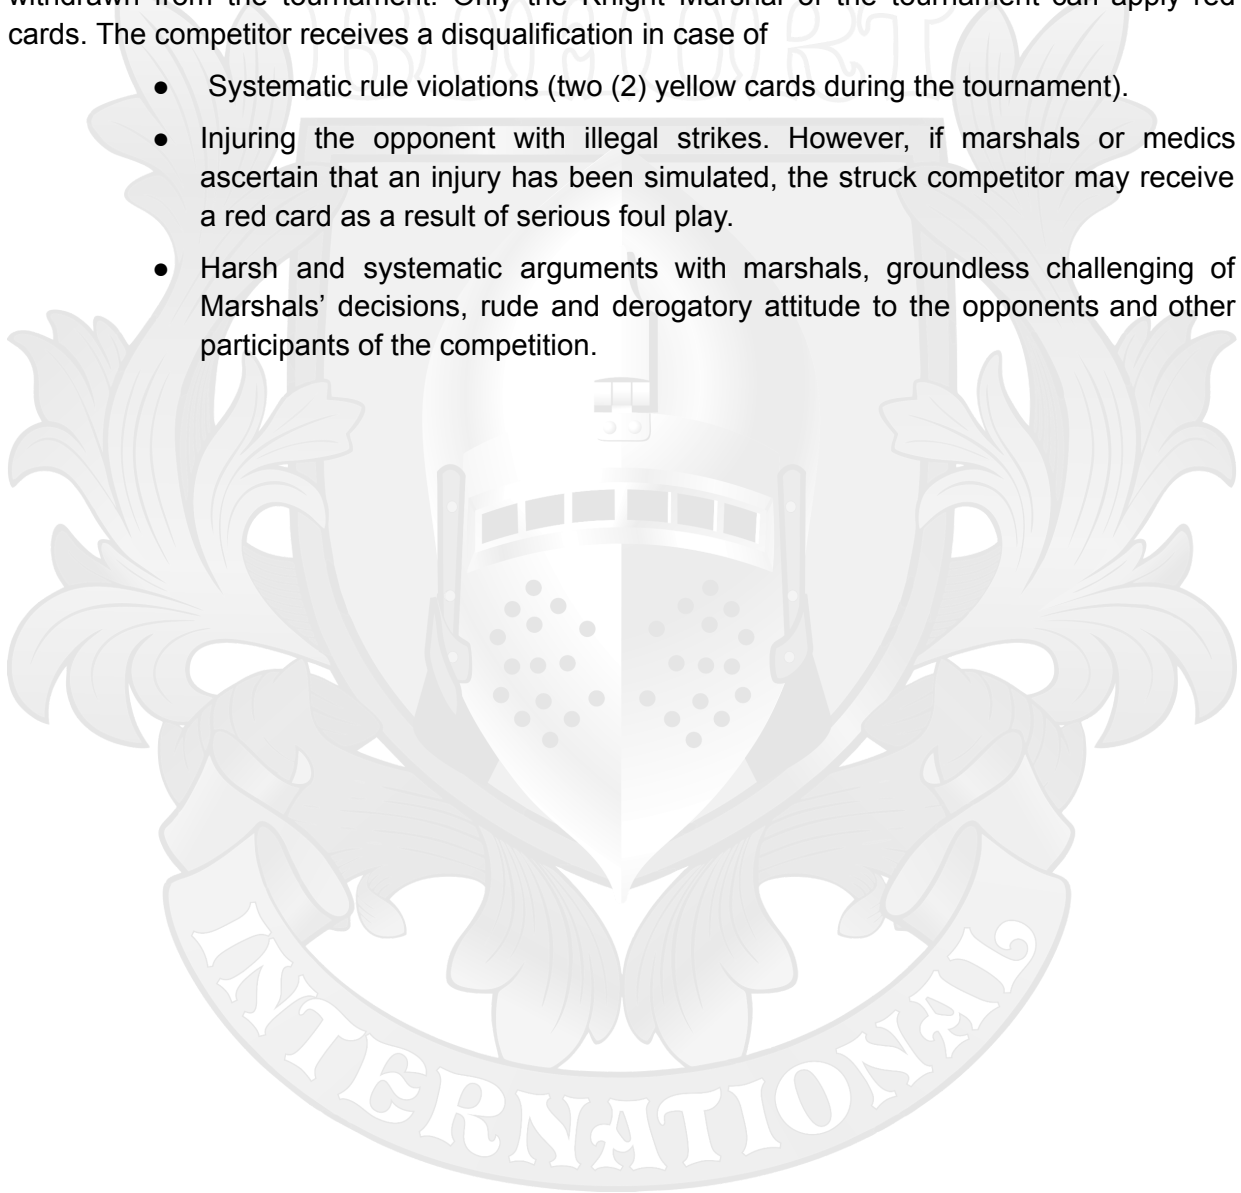 withdrawn from the tournament. Only the Knight Marshal of the tournament can apply red
cards. The competitor receives a disqualification in case of
● Systematic rule violations (two (2) yellow cards during the tournament).
● Injuring the opponent with illegal strikes. However, if marshals or medics
ascertain that an injury has been simulated, the struck competitor may receive
a red card as a result of serious foul play.
● Harsh and systematic arguments with marshals, groundless challenging of
Marshals’ decisions, rude and derogatory attitude to the opponents and other
participants of the competition.
INTERNATIONAL